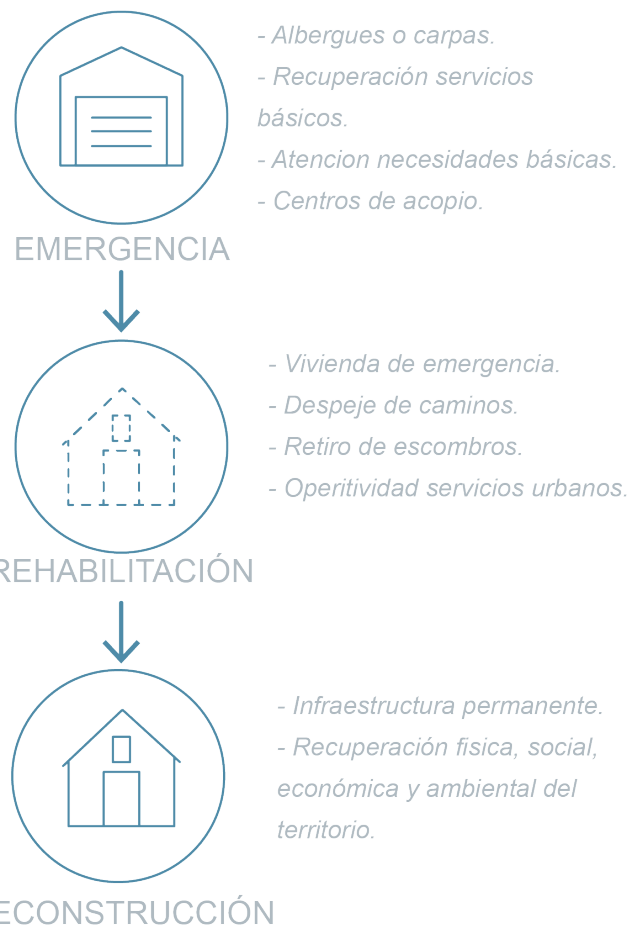 - Albergues o carpas.
- Recuperación servicios
básicos.
- Atencion necesidades básicas.
- Centros de acopio.
EMERGENCIA
- Vivienda de emergencia.
- Despeje de caminos.
- Retiro de escombros.
- Operitividad servicios urbanos.
REHABILITACIÓN
- Infraestructura permanente.
- Recuperación fisica, social,
económica y ambiental del
territorio.
ECONSTRUCCIÓN